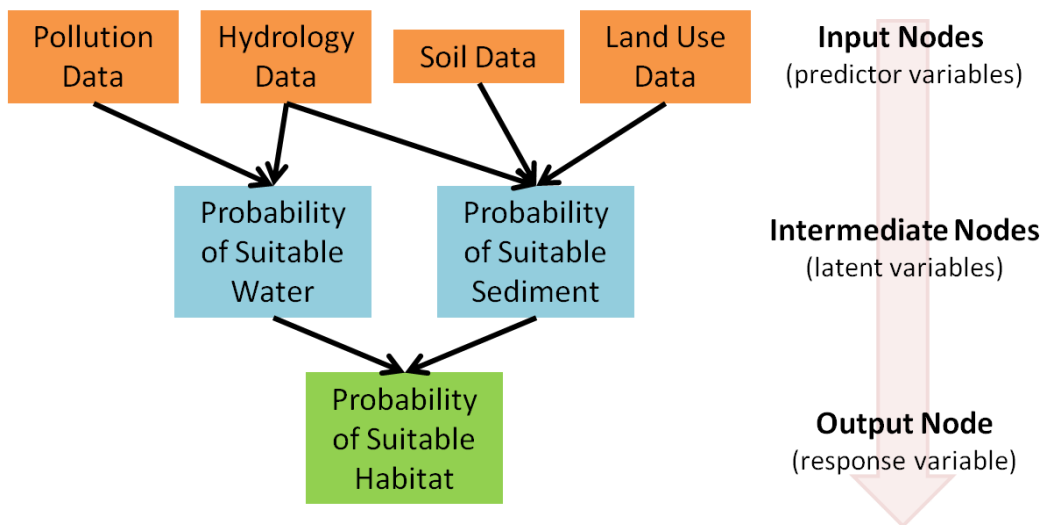 Pollution
Data
Hydrology
Data
Soil Data
Land Use
Data
Input Nodes
(predictor variables)
Probability
of Suitable
Water
Probability
of Suitable
Sediment
Intermediate Nodes
(latent variables)
Probability
of Suitable
Habitat
Output Node
(response variable)